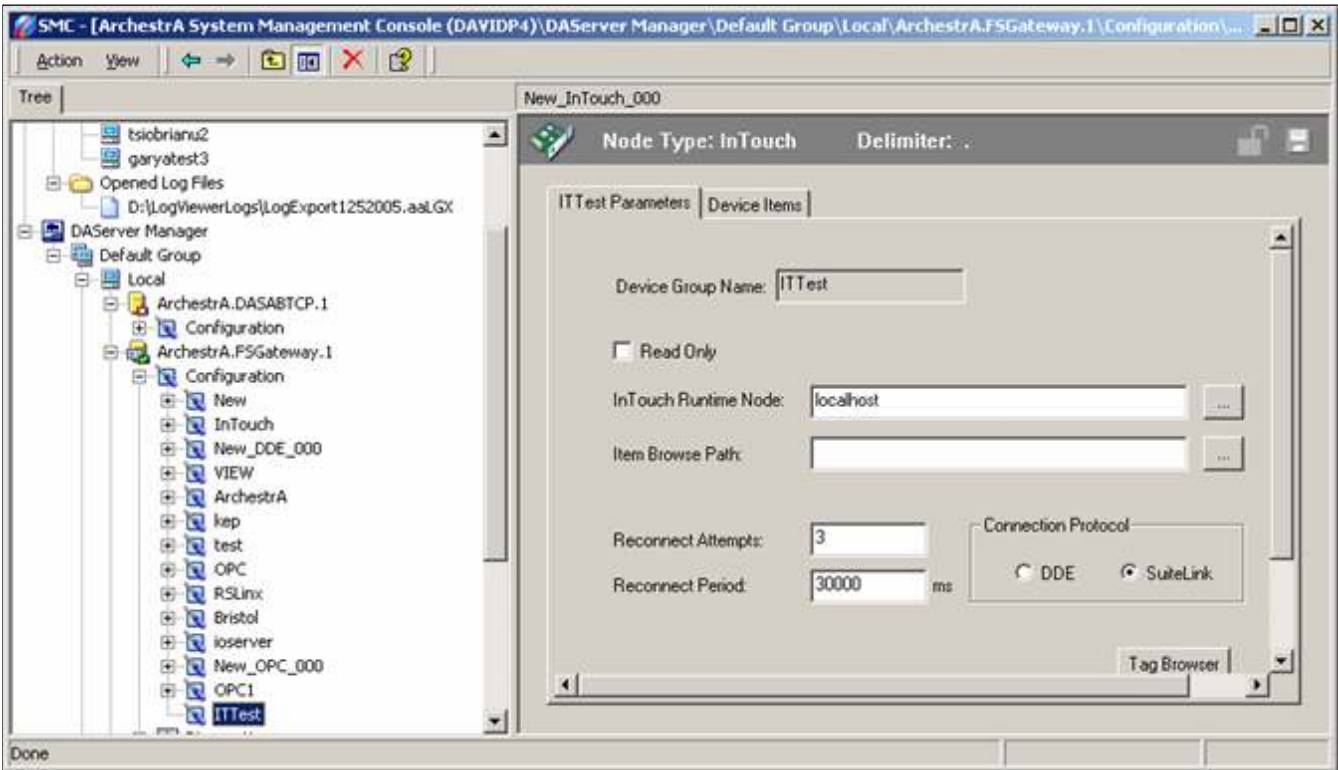 SMC - [ArchestrA System Management Console (DAVIDP4)\DAServer Manager\Default Group\Local\ArchestrA.FSGateway.1\Configuration\...
Action View
Tree
tsiobrianu2
garyatest3
Opened Log Files
D:\LogViewerLogs\LogExport1252005.aaLGX
DAServer Manager
Default Group
Local
ArchestrA.DASABTCP.1
Configuration
ArchestrA.FSGateway.1
Configuration
New
InTouch
New_DDE_000
VIEW
ArchestrA
kep
test
OPC
RSLinx
Bristol
ioserver
New_OPC_000
OPC1
ITTest
New_InTouch_000
Node Type: InTouch Delimiter: .
ITTest Parameters Device Items
Device Group Name: ITTest
Read Only
InTouch Runtime Node: localhost ...
Item Browse Path: ...
Reconnect Attempts: 3
Reconnect Period: 30000 ms
Connection Protocol
DDE SuiteLink
Tag Browser
Done